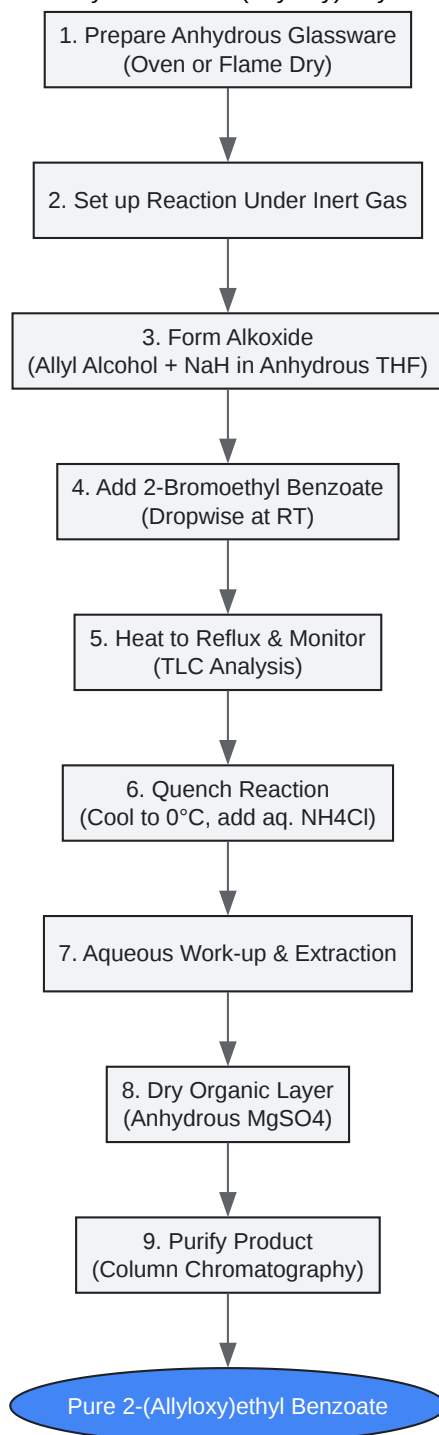 1. Prepare Anhydrous Glassware
(Oven or Flame Dry)
2. Set up Reaction Under Inert Gas
3. Form Alkoxide
(Allyl Alcohol + NaH in Anhydrous THF)
4. Add 2-Bromoethyl Benzoate
(Dropwise at RT)
5. Heat to Reflux & Monitor
(TLC Analysis)
6. Quench Reaction
(Cool to 0°C, add aq. NH4Cl)
7. Aqueous Work-up & Extraction
8. Dry Organic Layer
(Anhydrous MgSO4)
9. Purify Product
(Column Chromatography)
Pure 2-(Allyloxy)ethyl Benzoate